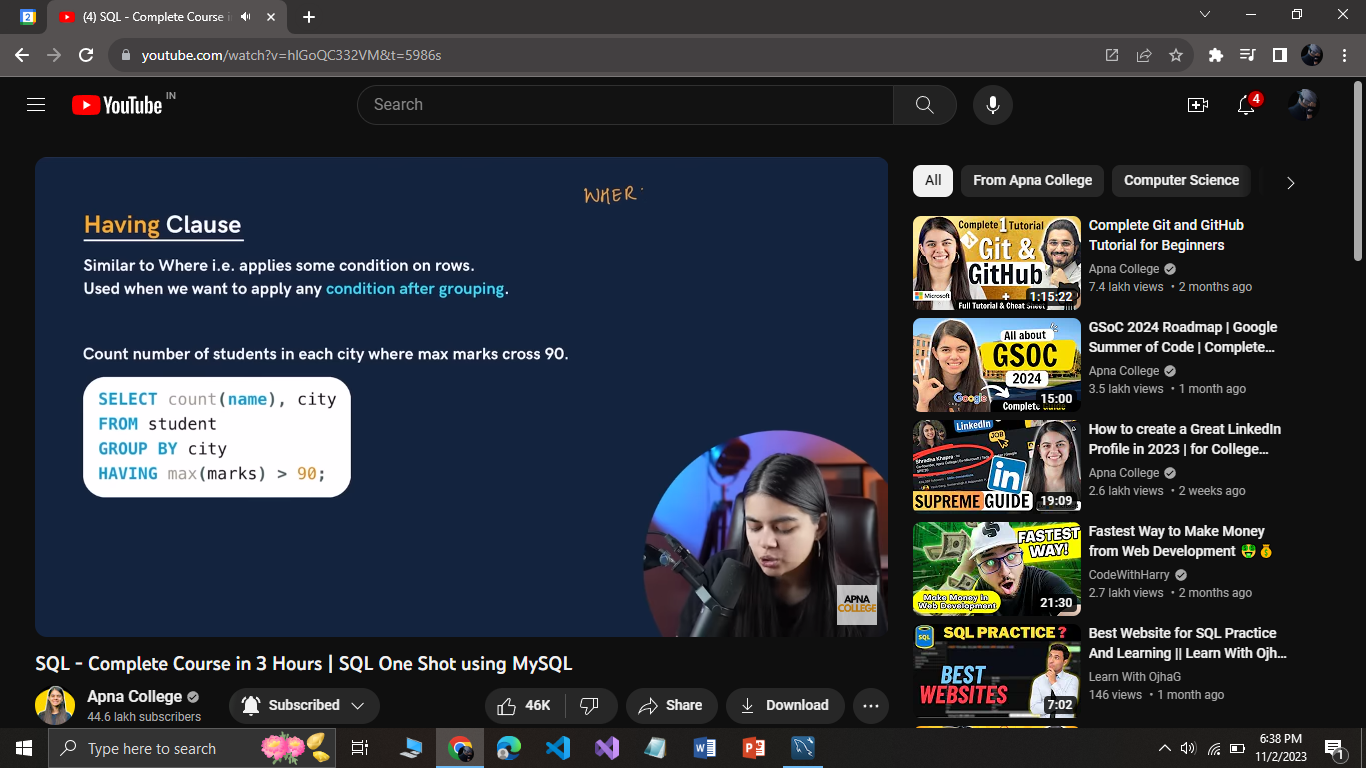 2
(4) SQL - Complete Course i
youtube.com/watch?v=hlGoQC332VM&t=5986s
YouTube IN
Search
4
WHER
Having Clause
Similar to Where i.e. applies some condition on rows.
Used when we want to apply any condition after grouping.
Count number of students in each city where max marks cross 90.
SELECT count(name), city
FROM student
GROUP BY city
HAVING max(marks) > 90;
APNA
COLLEGE
SQL - Complete Course in 3 Hours | SQL One Shot using MySQL
Apna College
44.6 lakh subscribers
Subscribed
46K
Share
Download
All
From Apna College
Computer Science
Complete 1 Tutorial
Git &
GitHub
Microsoft
Full Tutorial & Cheat Sheet
1:15:22
Complete Git and GitHub
Tutorial for Beginners
Apna College
7.4 lakh views • 2 months ago
All about
GSOC
2024
Google
Complete Guide
15:00
GSoC 2024 Roadmap | Google
Summer of Code | Complete...
Apna College
3.5 lakh views • 1 month ago
LinkedIn
JOB
Shradha Khapra
in
SUPREME GUIDE
19:09
How to create a Great LinkedIn
Profile in 2023 | for College...
Apna College
2.6 lakh views • 2 weeks ago
FASTEST
WAY!
Make Money in
Web Development
21:30
Fastest Way to Make Money
from Web Development 🤑💰
CodeWithHarry
2.7 lakh views • 2 months ago
SQL
SQL PRACTICE?
BEST
WEBSITES
7:02
Best Website for SQL Practice
And Learning || Learn With Ojh...
Learn With OjhaG
146 views • 1 month ago
Type here to search
6:38 PM
11/2/2023
1